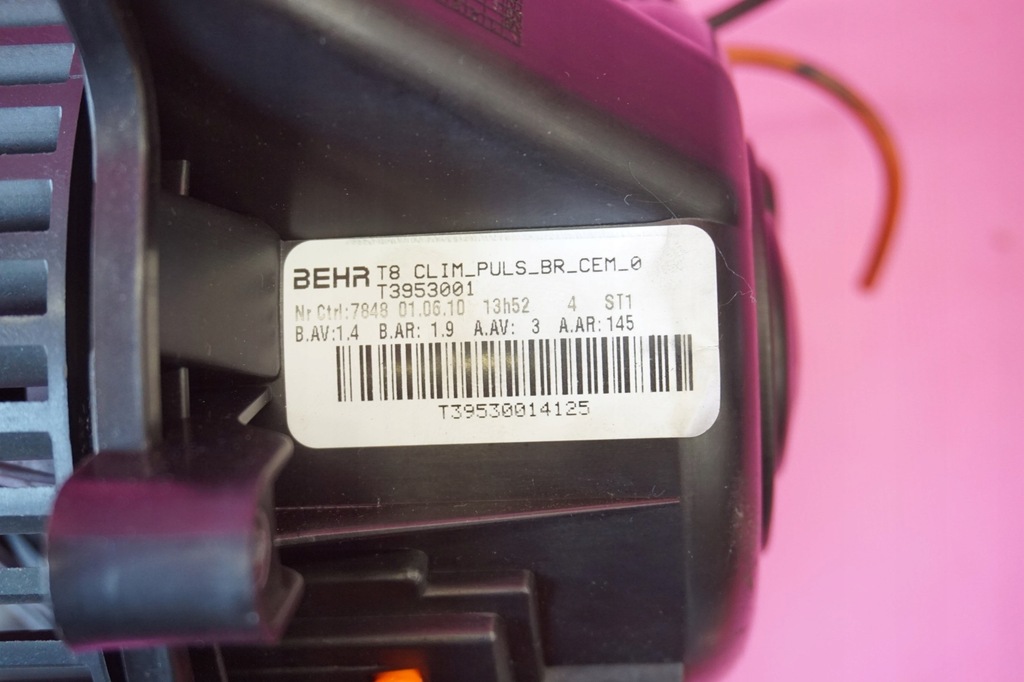 BEHR T8 CLIM_PULS_BR_CEM_0
T3953001
Nr Ctrl:7848 01.06.10 13h52 4 ST1
B.AV:1.4 B.AR: 1.9 A.AV: 3 A.AR:145
T39530014125